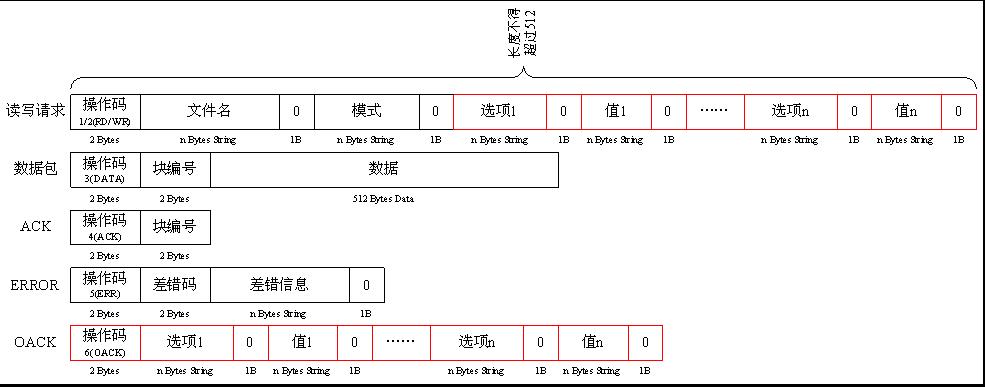 长度不得
超过512
读写请求 操作码 文件名 0 模式 0 选项1 0 值1 0 …… 选项n 0 值n 0
1/2(RD/WR)
2 Bytes n Bytes String 1B n Bytes String 1B n Bytes String 1B n Bytes String 1B n Bytes String 1B n Bytes String 1B
数据包 操作码 块编号 数据
3(DATA)
2 Bytes 2 Bytes 512 Bytes Data
ACK 操作码 块编号
4(ACK)
2 Bytes 2 Bytes
ERROR 操作码 差错码 差错信息 0
5(ERR)
2 Bytes 2 Bytes n Bytes String 1B
OACK 操作码 选项1 0 值1 0 …… 选项n 0 值n 0
6(OACK)
2 Bytes n Bytes String 1B n Bytes String 1B n Bytes String 1B n Bytes String 1B